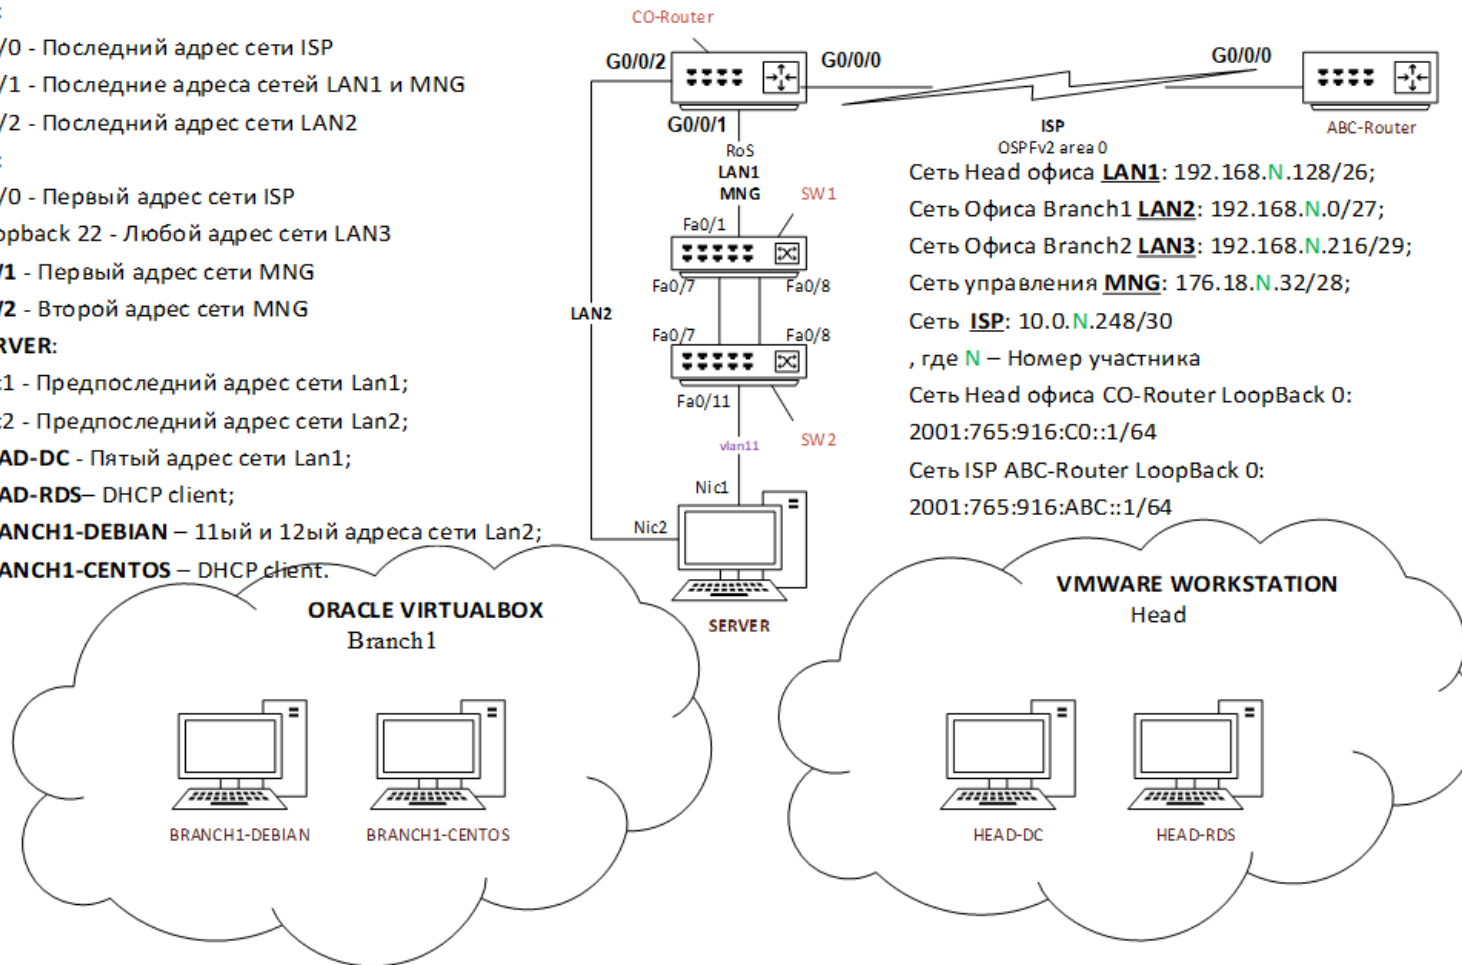 :
/0 - Последний адрес сети ISP
/1 - Последние адреса сетей LAN1 и MNG
/2 - Последний адрес сети LAN2
:
/0 - Первый адрес сети ISP
opback 22 - Любой адрес сети LAN3
1 - Первый адрес сети MNG
2 - Второй адрес сети MNG
RVER:
c1 - Предпоследний адрес сети Lan1;
c2 - Предпоследний адрес сети Lan2;
AD-DC - Пятый адрес сети Lan1;
AD-RDS– DHCP client;
ANCH1-DEBIAN – 11ый и 12ый адреса сети Lan2;
ANCH1-CENTOS – DHCP client.
CO-Router
G0/0/2
G0/0/0
G0/0/0
G0/0/1
ABC-Router
ISP
OSPFv2 area 0
RoS
LAN1
MNG
SW1
Fa0/1
Fa0/7
Fa0/8
LAN2
Fa0/7
Fa0/8
Fa0/11
SW2
vlan11
Nic1
Nic2
SERVER
Сеть Head офиса LAN1: 192.168.N.128/26;
Сеть Офиса Branch1 LAN2: 192.168.N.0/27;
Сеть Офиса Branch2 LAN3: 192.168.N.216/29;
Сеть управления MNG: 176.18.N.32/28;
Сеть ISP: 10.0.N.248/30
, где N – Номер участника
Сеть Head офиса CO-Router LoopBack 0:
2001:765:916:C0::1/64
Сеть ISP ABC-Router LoopBack 0:
2001:765:916:ABC::1/64
ORACLE VIRTUALBOX
Branch1
BRANCH1-DEBIAN
BRANCH1-CENTOS
VMWARE WORKSTATION
Head
HEAD-DC
HEAD-RDS